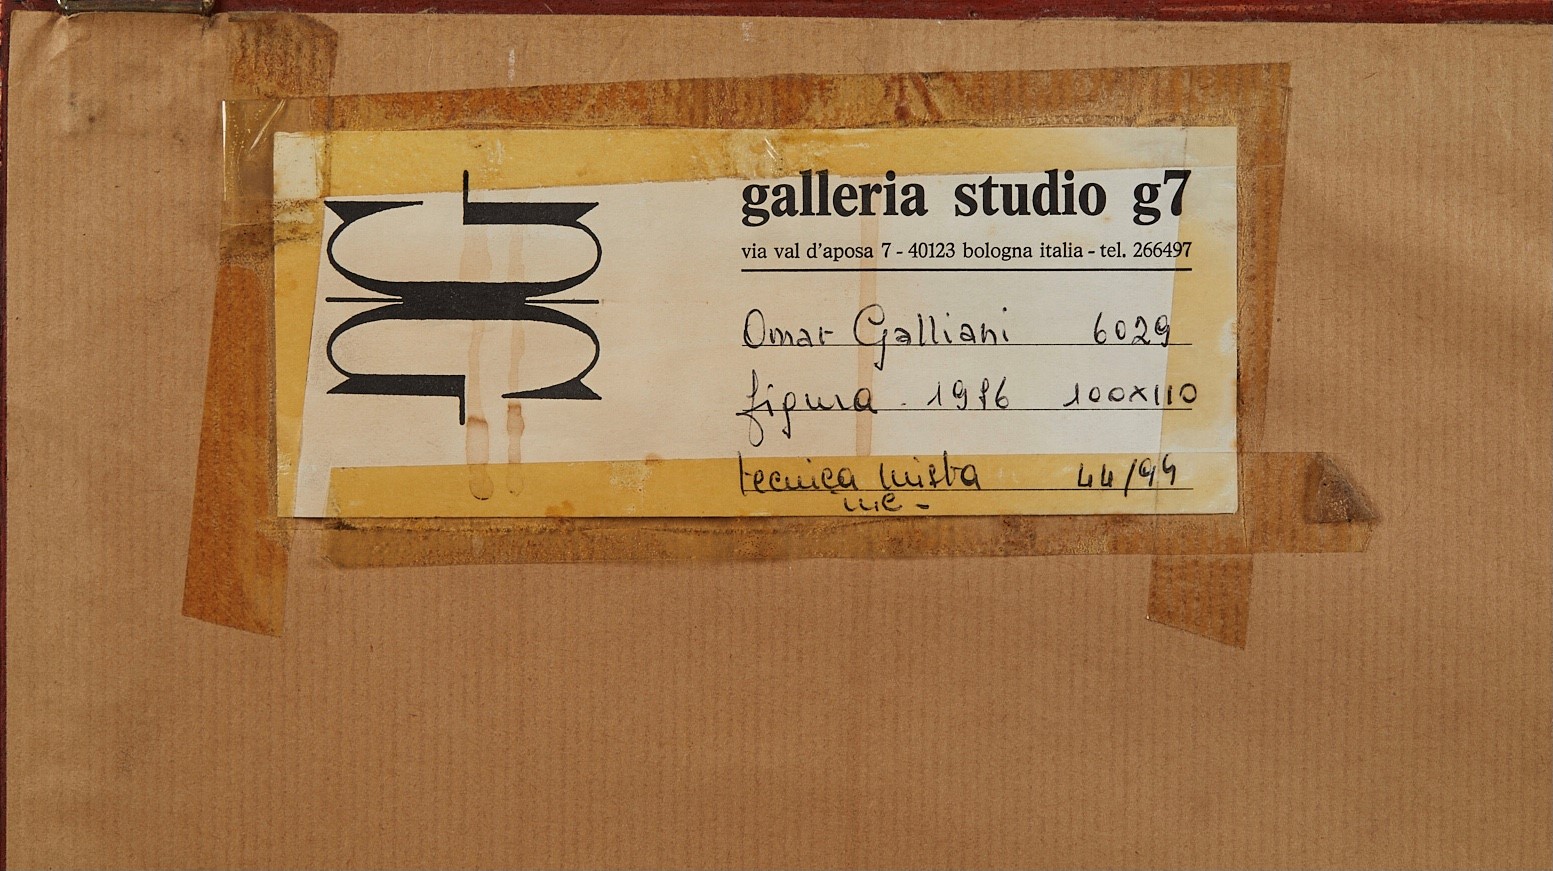 galleria studio g7
via val d'aposa 7 - 40123 bologna italia - tel. 266497
Omar Galliani 6029
figura . 1986 100x110
tecnica mista 44/94